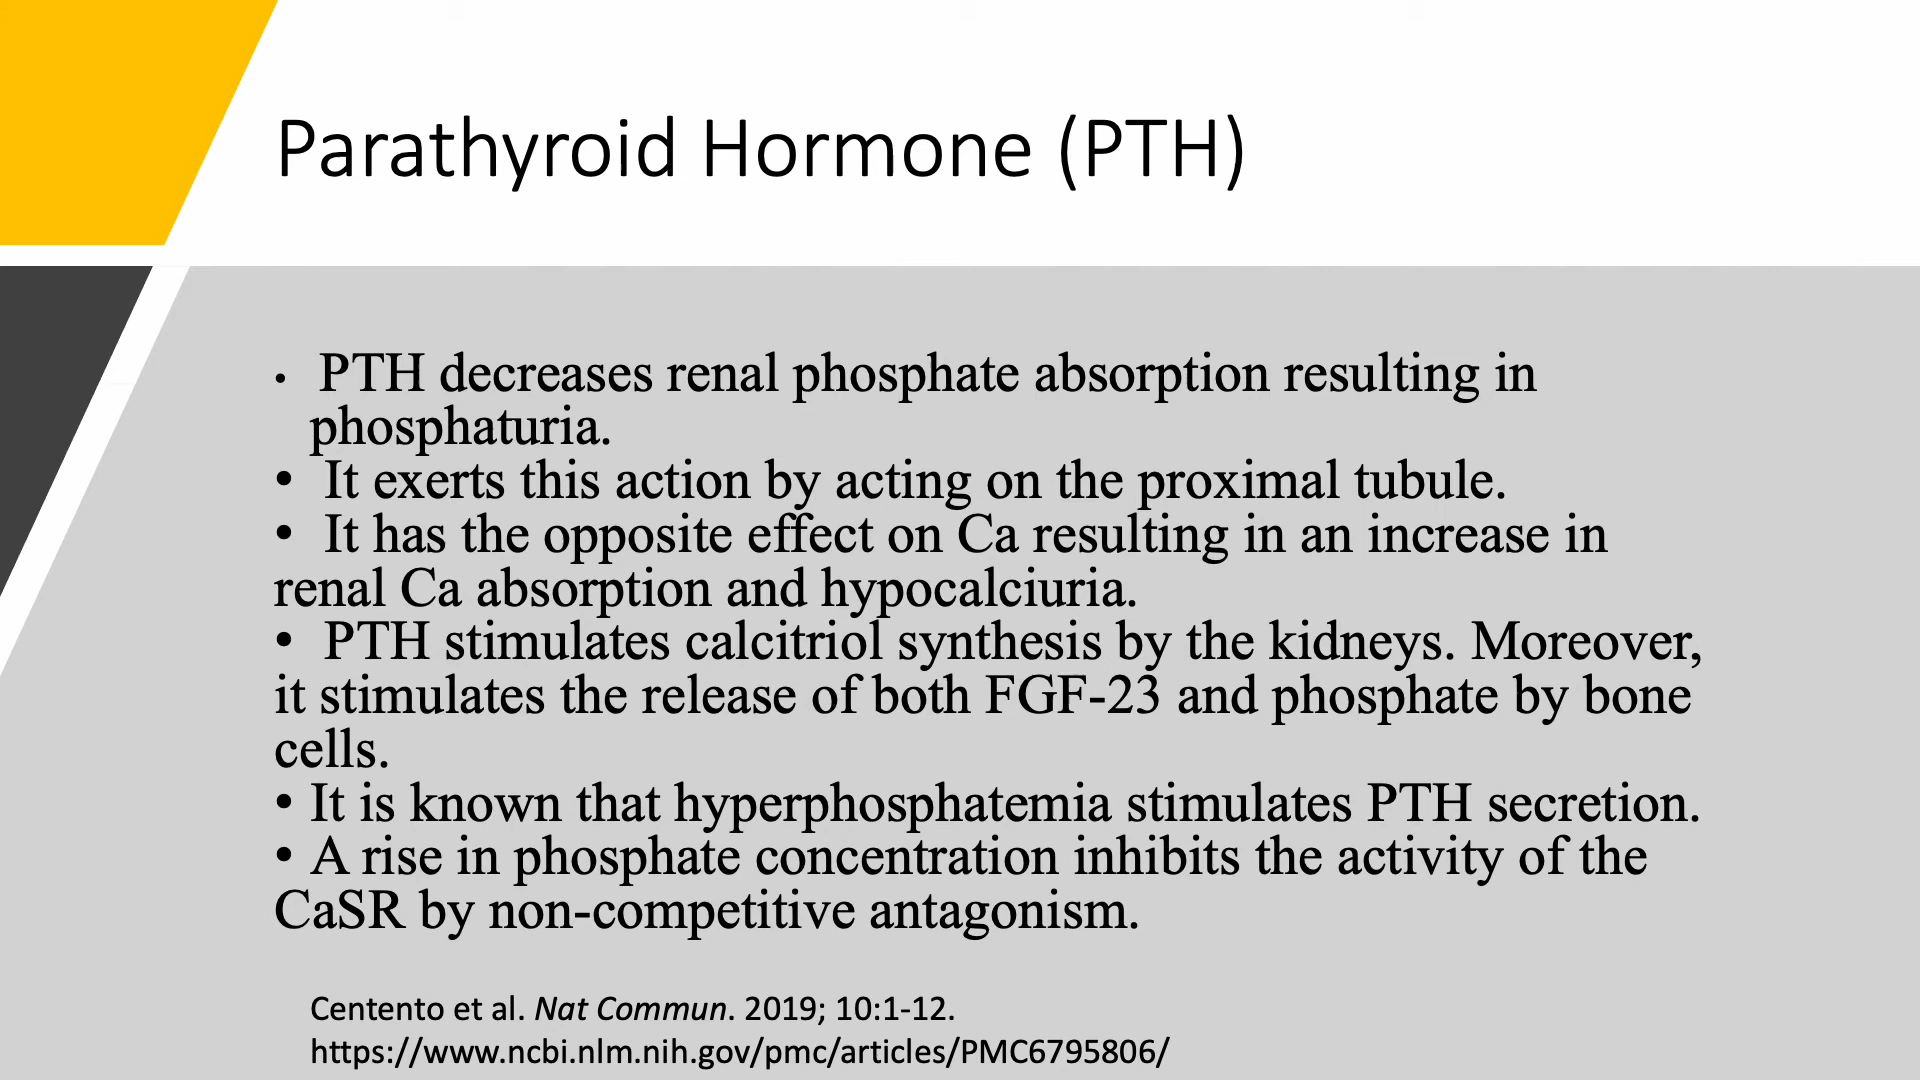 Parathyroid Hormone (PTH)
• PTH decreases renal phosphate absorption resulting in
phosphaturia.
• It exerts this action by acting on the proximal tubule.
• It has the opposite effect on Ca resulting in an increase in
renal Ca absorption and hypocalciuria.
• PTH stimulates calcitriol synthesis by the kidneys. Moreover,
it stimulates the release of both FGF-23 and phosphate by bone
cells.
• It is known that hyperphosphatemia stimulates PTH secretion.
• A rise in phosphate concentration inhibits the activity of the
CaSR by non-competitive antagonism.
Centento et al. Nat Commun. 2019; 10:1-12.
https://www.ncbi.nlm.nih.gov/pmc/articles/PMC6795806/